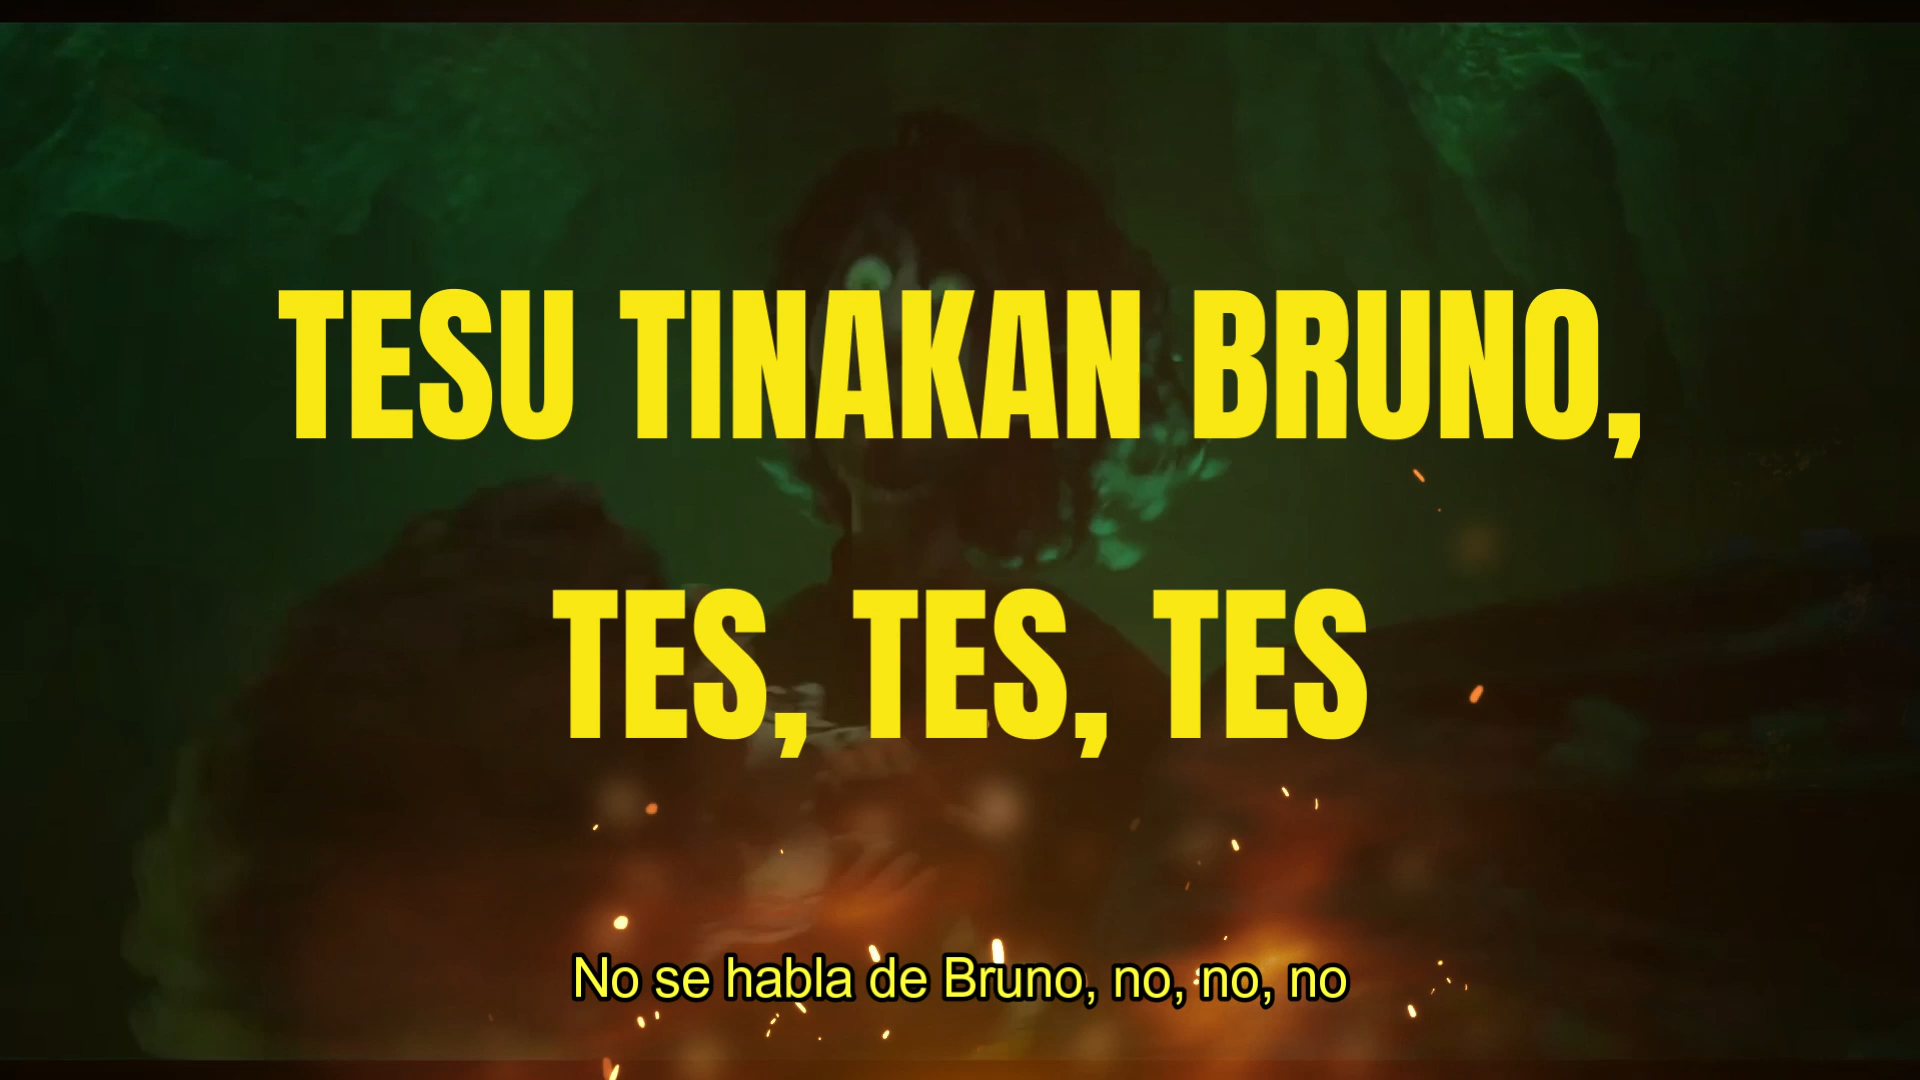 TESU TINAKAN BRUNO,
TES, TES, TES
No se habla de Bruno, no, no, no